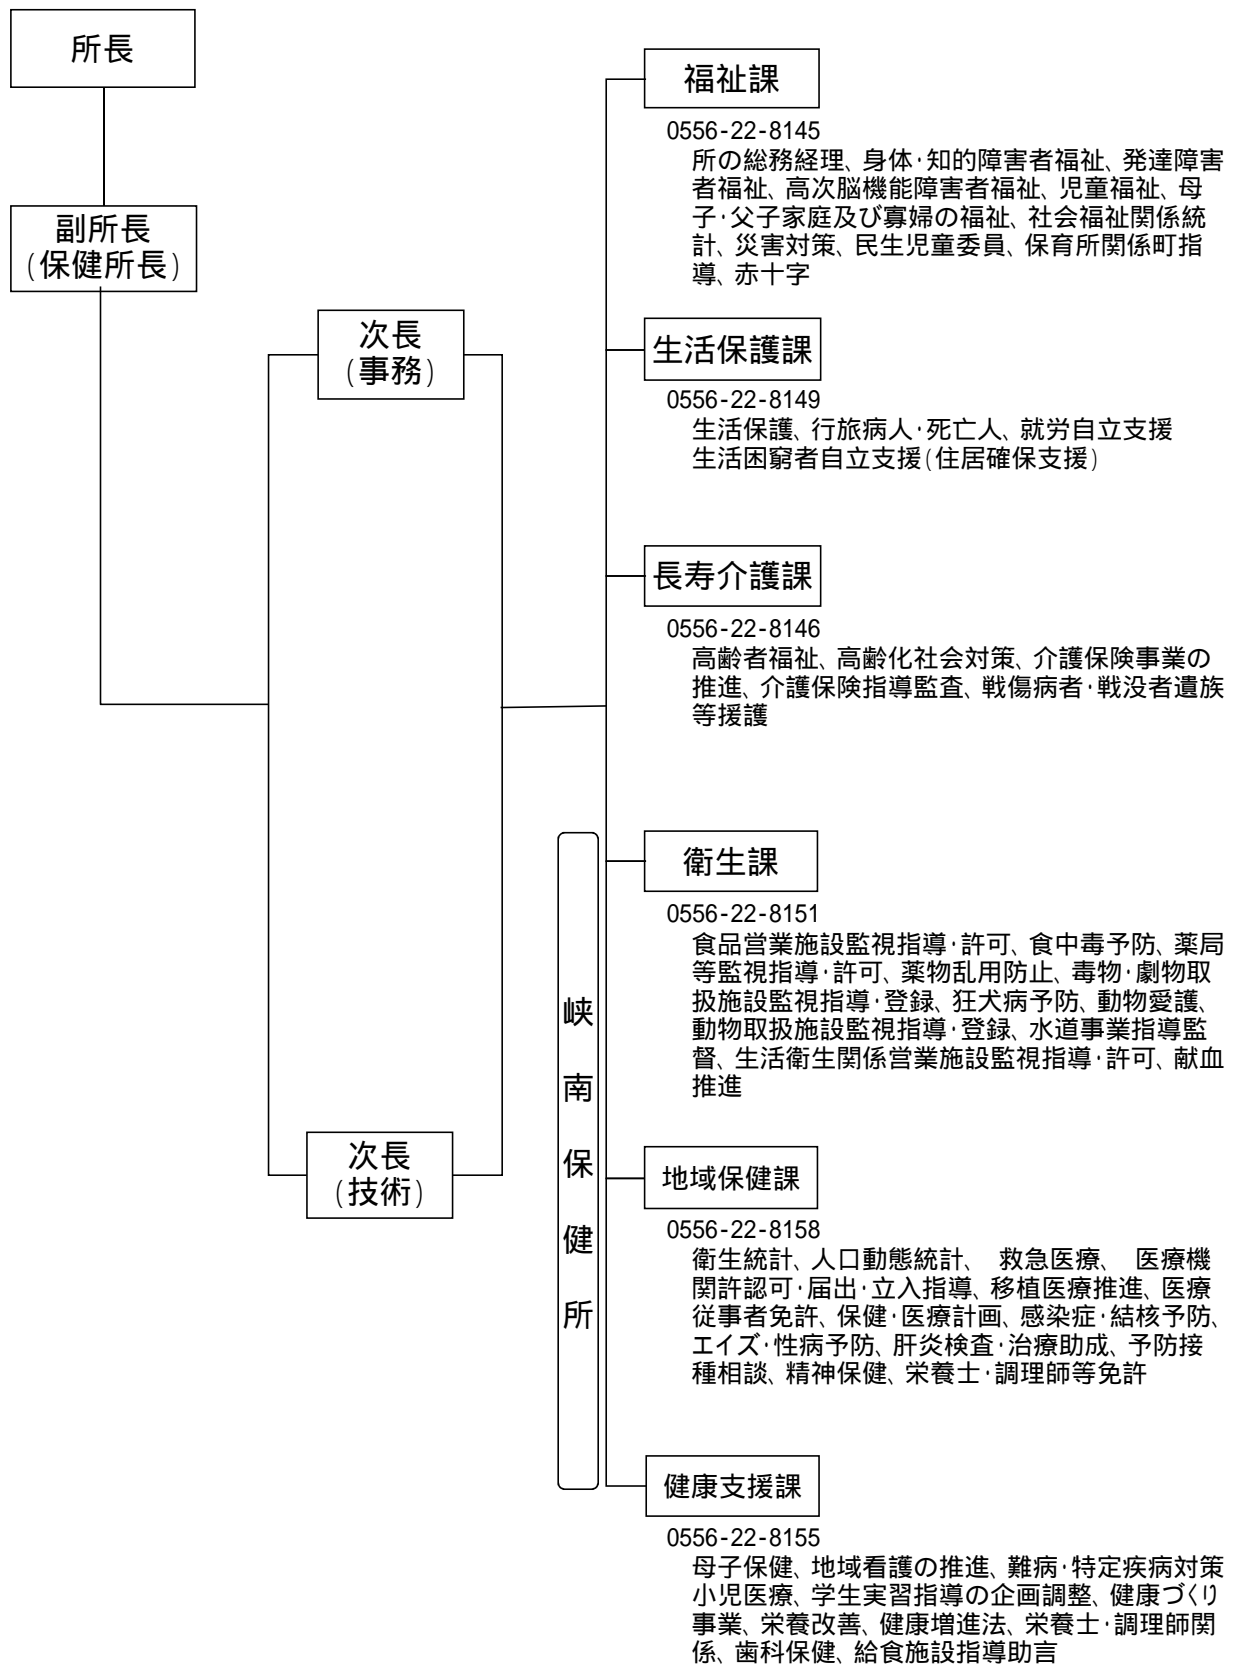 所長
副所長
(保健所長)
次長
(事務)
次長
(技術)
福祉課
0556-22-8145
所の総務経理、身体・知的障害者福祉、発達障害
者福祉、高次脳機能障害者福祉、児童福祉、母
子・父子家庭及び寡婦の福祉、社会福祉関係統
計、災害対策、民生児童委員、保育所関係町指
導、赤十字
生活保護課
0556-22-8149
生活保護、行旅病人・死亡人、就労自立支援
生活困窮者自立支援(住居確保支援)
長寿介護課
0556-22-8146
高齢者福祉、高齢化社会対策、介護保険事業の
推進、介護保険指導監査、戦傷病者・戦没者遺族
等援護
峡南保健所
衛生課
0556-22-8151
食品営業施設監視指導・許可、食中毒予防、薬局
等監視指導・許可、薬物乱用防止、毒物・劇物取
扱施設監視指導・登録、狂犬病予防、動物愛護、
動物取扱施設監視指導・登録、水道事業指導監
督、生活衛生関係営業施設監視指導・許可、献血
推進
地域保健課
0556-22-8158
衛生統計、人口動態統計、 救急医療、 医療機
関許認可・届出・立入指導、移植医療推進、医療
従事者免許、保健・医療計画、感染症・結核予防、
エイズ・性病予防、肝炎検査・治療助成、予防接
種相談、精神保健、栄養士・調理師等免許
健康支援課
0556-22-8155
母子保健、地域看護の推進、難病・特定疾病対策
小児医療、学生実習指導の企画調整、健康づくり
事業、栄養改善、健康増進法、栄養士・調理師関
係、歯科保健、給食施設指導助言